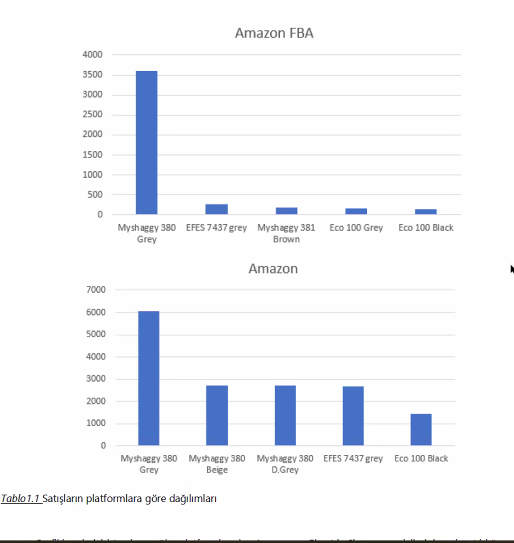 Amazon FBA
4000
3500
3000
2500
2000
1500
1000
500
0
Myshaggy 380 Grey
EFES 7437 grey
Myshaggy 381 Brown
Eco 100 Grey
Eco 100 Black
Amazon
7000
6000
5000
4000
3000
2000
1000
0
Myshaggy 380 Grey
Myshaggy 380 Beige
Myshaggy 380 D.Grey
EFES 7437 grey
Eco 100 Black
Tablo1.1 Satışların platformlara göre dağılımları